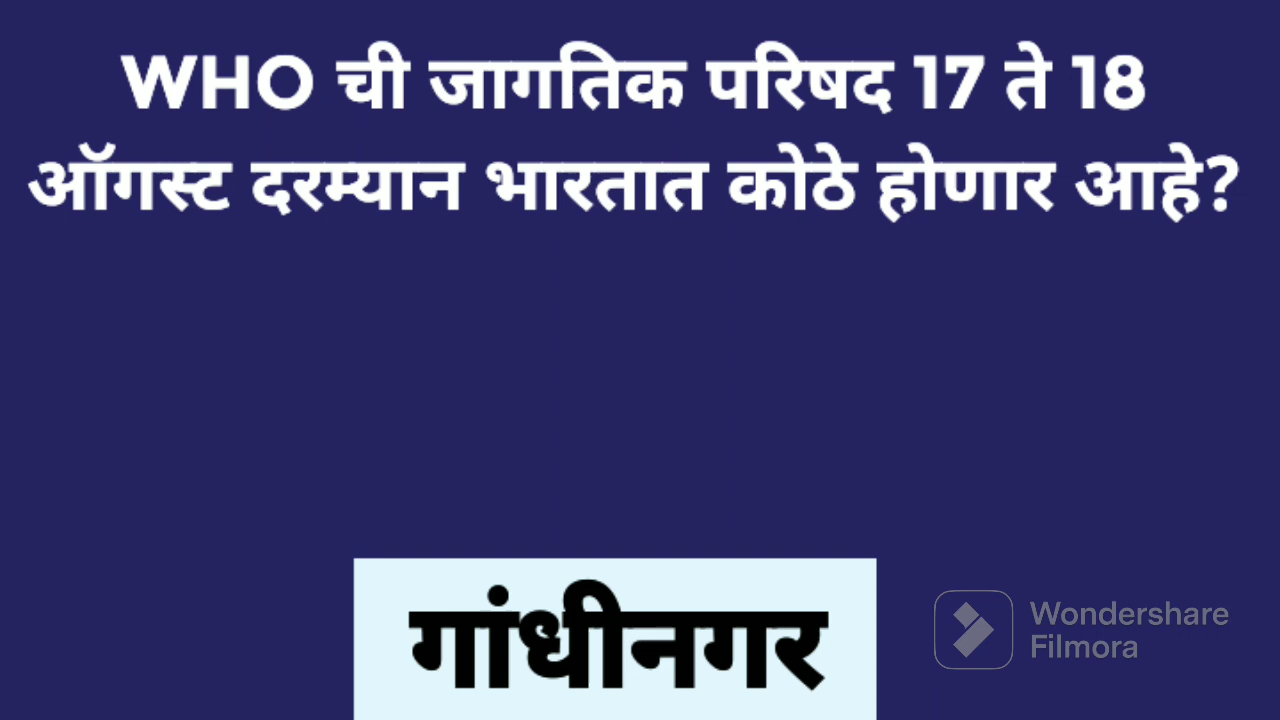 WHO ची जागतिक परिषद 17 ते 18
ऑगस्ट दरम्यान भारतात कोठे होणार आहे?
गांधीनगर
Wondershare
Filmora